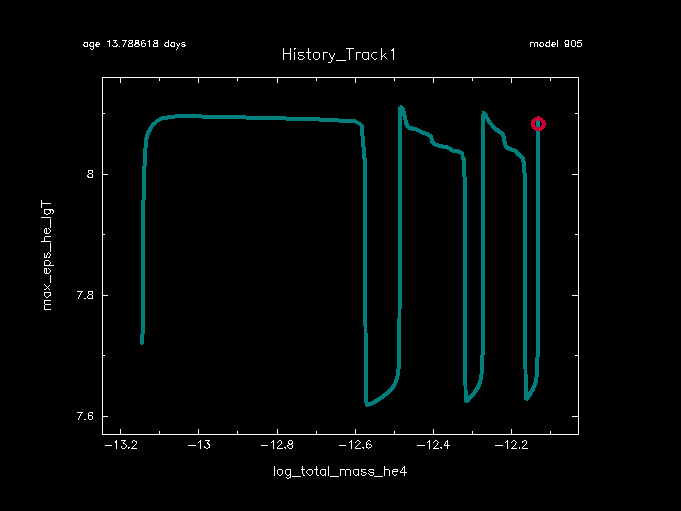 age 13.788618 days
model 905
History_Track1
8
7.8
7.6
max_eps_he_lgT
-13.2
-13
-12.8
-12.6
-12.4
-12.2
log_total_mass_he4